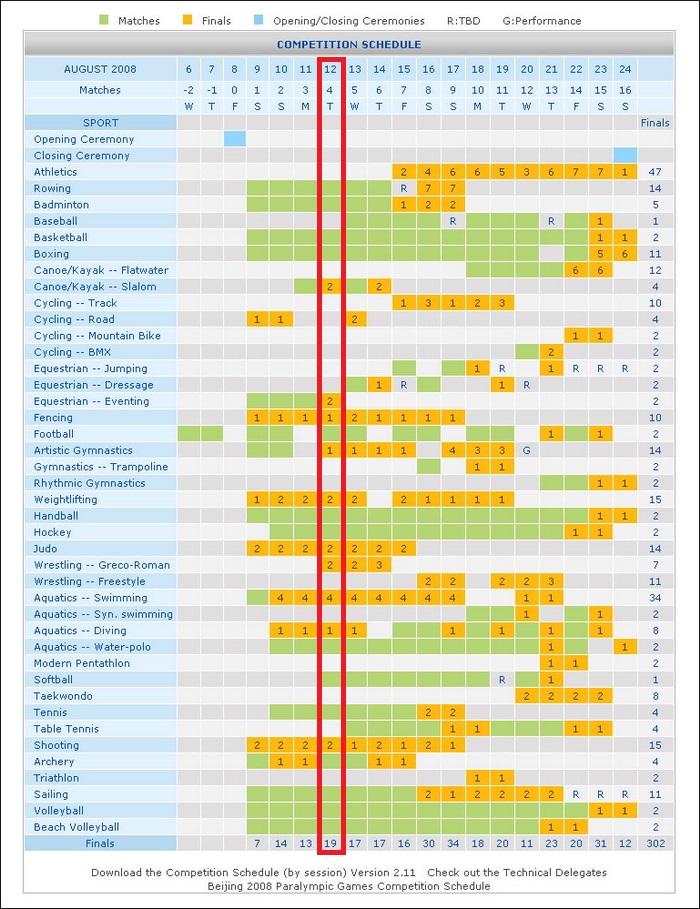 Matches Finals Opening/Closing Ceremonies R:TBD G:Performance
COMPETITION SCHEDULE
AUGUST 2008 6 7 8 9 10 11 12 13 14 15 16 17 18 19 20 21 22 23 24
Matches -2 -1 0 1 2 3 4 5 6 7 8 9 10 11 12 13 14 15 16
W T F S S M T W T F S S M T W T F S S
SPORT Finals
Opening Ceremony
Closing Ceremony
Athletics 2 4 6 6 5 3 6 7 7 1 47
Rowing R 7 7 14
Badminton 1 2 2 5
Baseball R R 1 1
Basketball 1 1 2
Boxing 5 6 11
Canoe/Kayak -- Flatwater 6 6 12
Canoe/Kayak -- Slalom 2 2 4
Cycling -- Track 1 3 1 2 3 10
Cycling -- Road 1 1 2 4
Cycling -- Mountain Bike 1 1 2
Cycling -- BMX 2 2
Equestrian -- Jumping 1 R 1 R R R 2
Equestrian -- Dressage 1 R 1 R 2
Equestrian -- Eventing 2 2
Fencing 1 1 1 1 2 1 1 1 1 10
Football 1 1 2
Artistic Gymnastics 1 1 1 1 4 3 3 G 14
Gymnastics -- Trampoline 1 1 2
Rhythmic Gymnastics 1 1 2
Weightlifting 1 2 2 2 2 2 1 1 1 1 15
Handball 1 1 2
Hockey 1 1 2
Judo 2 2 2 2 2 2 2 14
Wrestling -- Greco-Roman 2 2 3 7
Wrestling -- Freestyle 2 2 2 2 3 11
Aquatics -- Swimming 4 4 4 4 4 4 4 4 1 1 34
Aquatics -- Syn. swimming 1 1 2
Aquatics -- Diving 1 1 1 1 1 1 1 1 8
Aquatics -- Water-polo 1 1 2
Modern Pentathlon 1 1 2
Softball R 1 1
Taekwondo 2 2 2 2 8
Tennis 2 2 4
Table Tennis 1 1 1 1 4
Shooting 2 2 2 2 1 2 1 2 1 15
Archery 1 1 1 1 4
Triathlon 1 1 2
Sailing 2 1 2 2 2 2 R R R 11
Volleyball 1 1 2
Beach Volleyball 1 1 2
Finals 7 14 13 19 17 17 16 30 34 18 20 11 23 20 31 12 302
Download the Competition Schedule (by session) Version 2.11 Check out the Technical Delegates
Beijing 2008 Paralympic Games Competition Schedule